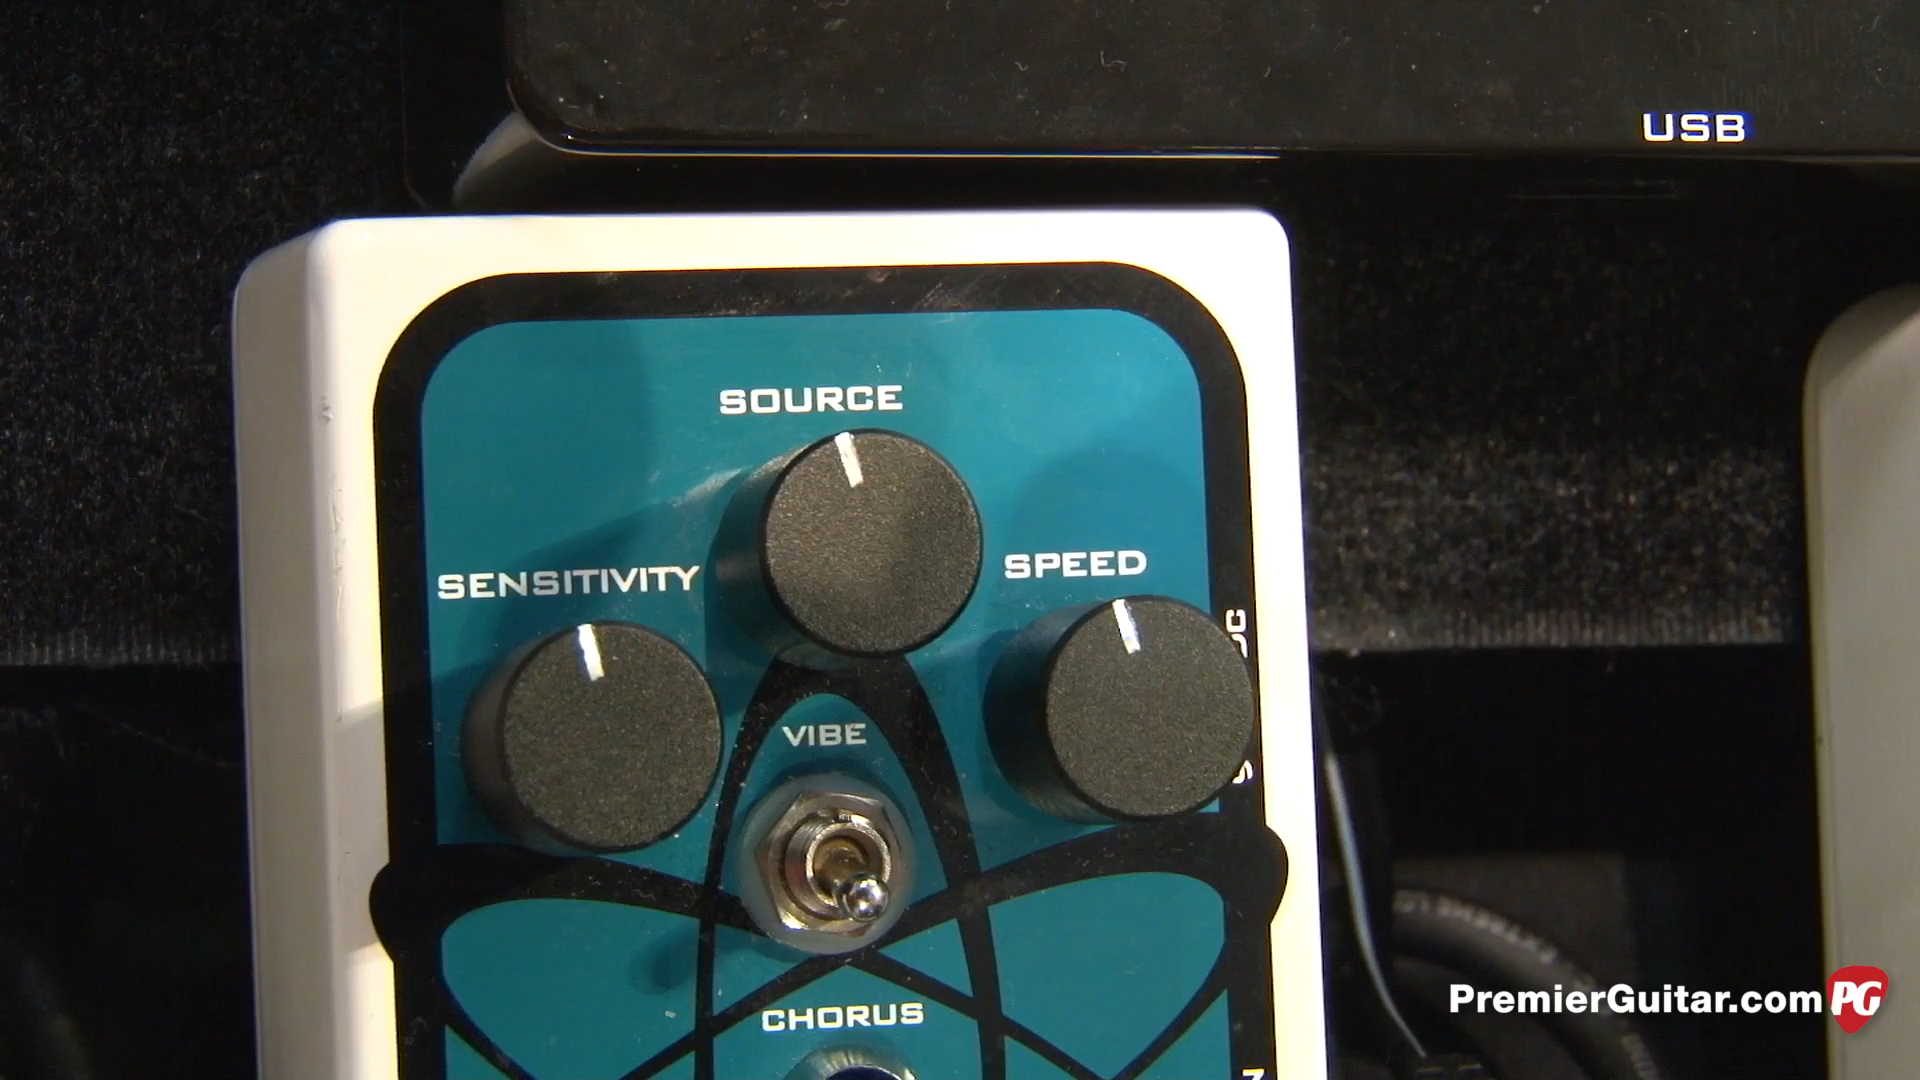 USB
SOURCE
SENSITIVITY
SPEED
VIBE
CHORUS
PremierGuitar.com PG